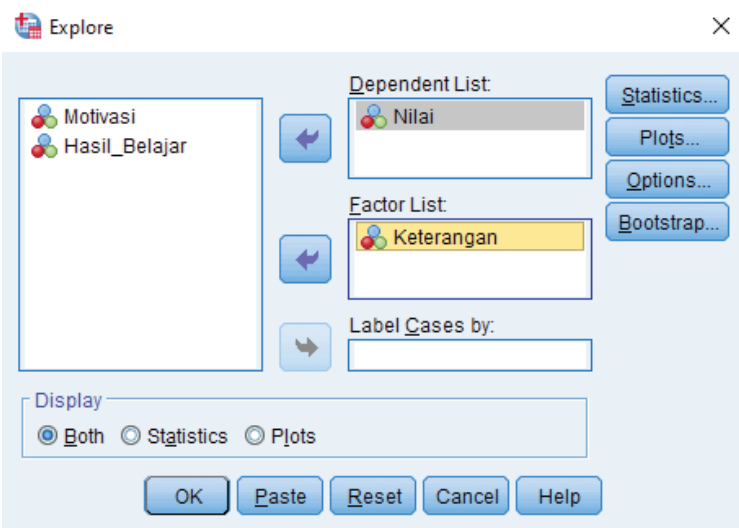 Explore
Motivasi
Hasil_Belajar
Dependent List:
Nilai
Factor List:
Keterangan
Label Cases by:
Statistics...
Plots...
Options...
Bootstrap...
Display
Both Statistics Plots
OK Paste Reset Cancel Help